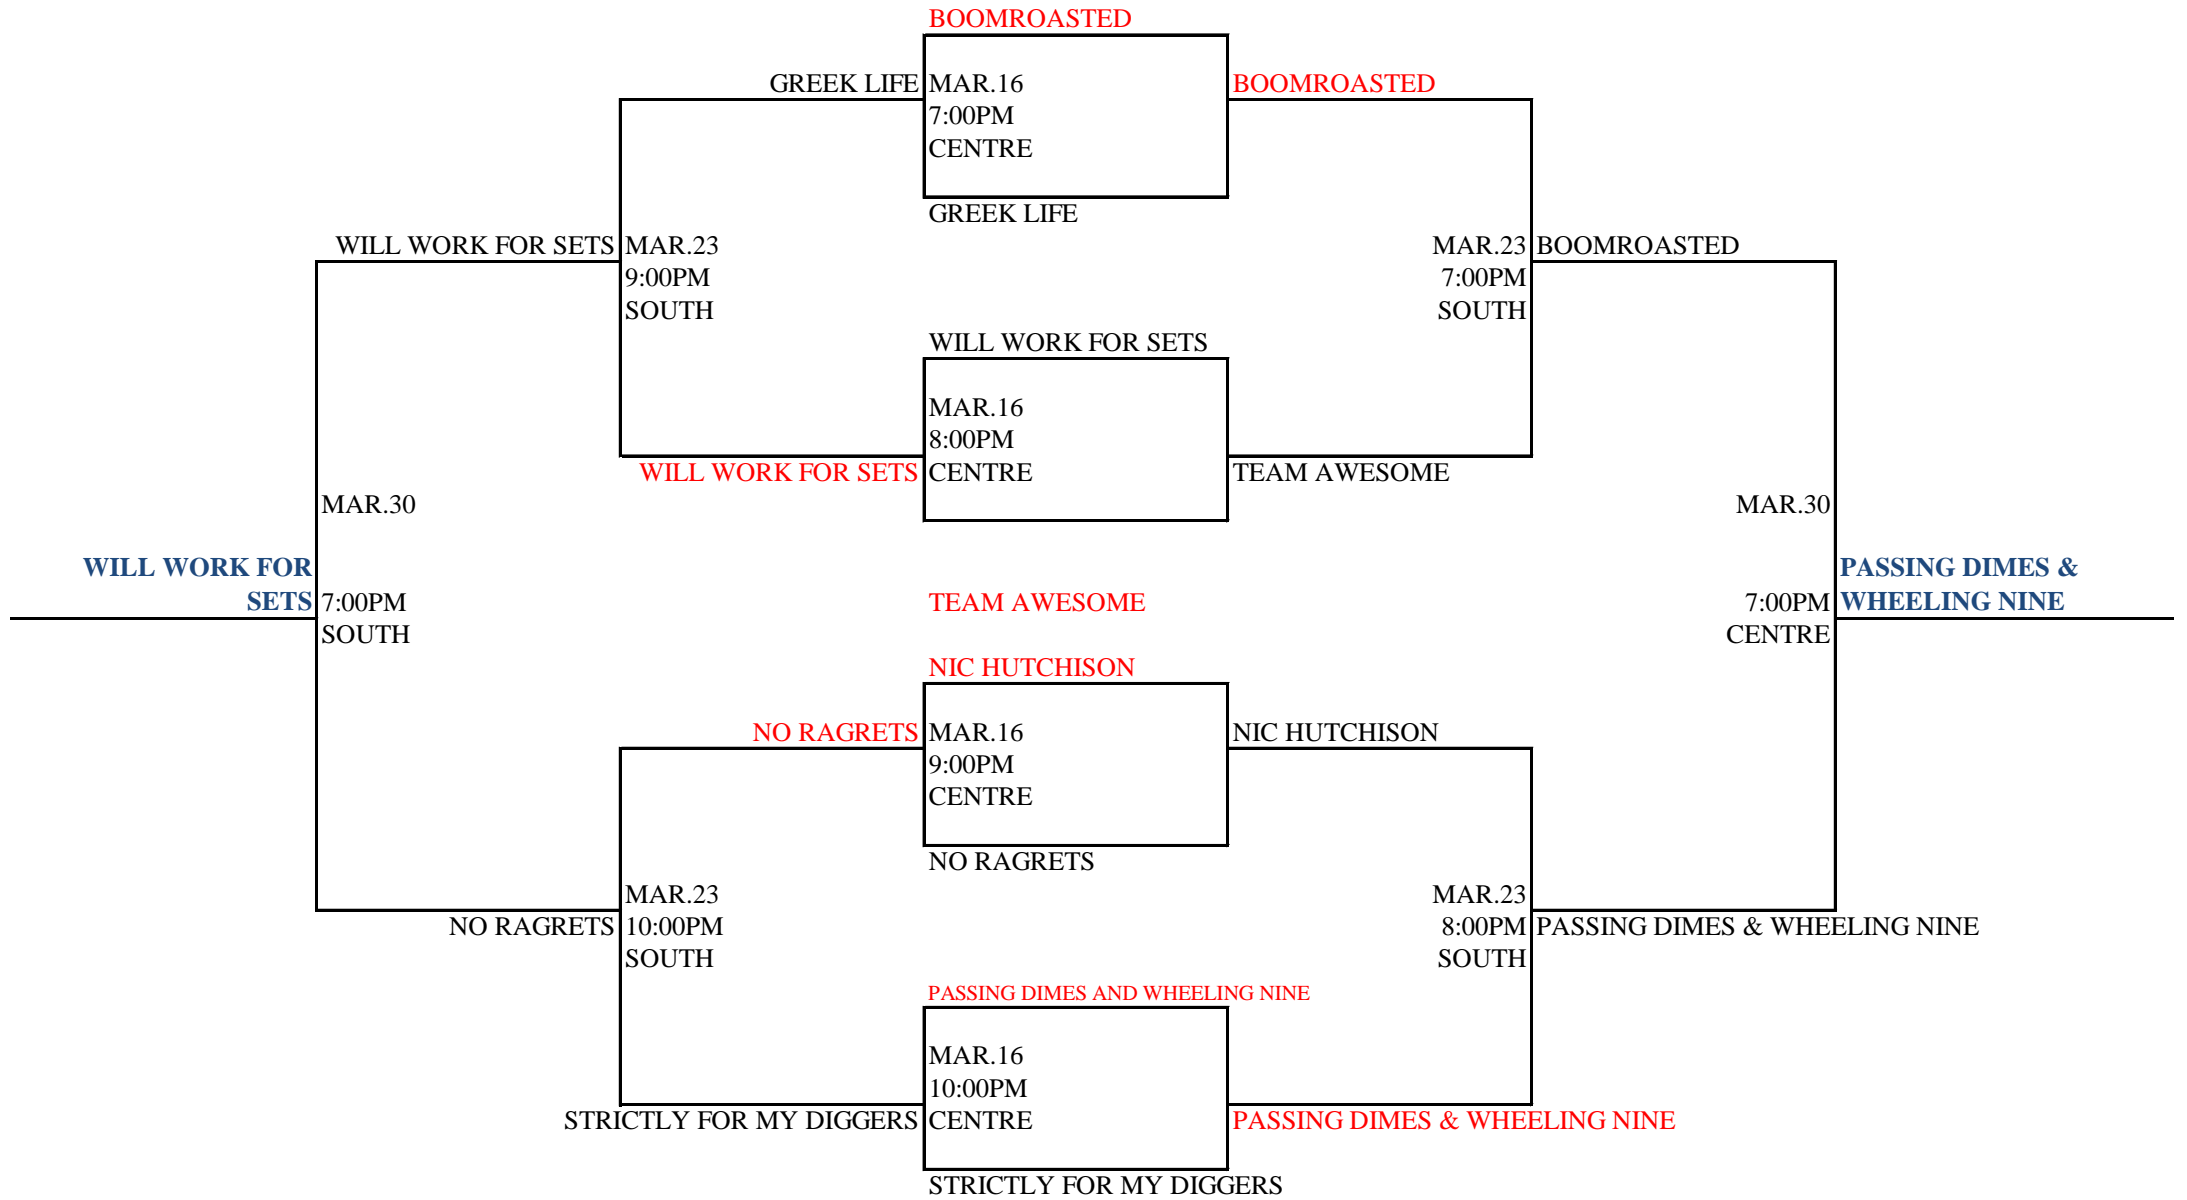 BOOMROASTED
GREEK LIFE
MAR.16
BOOMROASTED
7:00PM
CENTRE
GREEK LIFE
WILL WORK FOR SETS
MAR.23
MAR.23
BOOMROASTED
9:00PM
7:00PM
SOUTH
SOUTH
WILL WORK FOR SETS
MAR.16
8:00PM
WILL WORK FOR SETS
CENTRE
TEAM AWESOME
MAR.30
MAR.30
WILL WORK FOR
SETS
PASSING DIMES &
WHEELING NINE
7:00PM
TEAM AWESOME
7:00PM
SOUTH
CENTRE
NIC HUTCHISON
NO RAGRETS
MAR.16
NIC HUTCHISON
9:00PM
CENTRE
NO RAGRETS
MAR.23
MAR.23
NO RAGRETS
10:00PM
8:00PM
PASSING DIMES & WHEELING NINE
SOUTH
SOUTH
PASSING DIMES AND WHEELING NINE
MAR.16
10:00PM
STRICTLY FOR MY DIGGERS
CENTRE
PASSING DIMES & WHEELING NINE
STRICTLY FOR MY DIGGERS